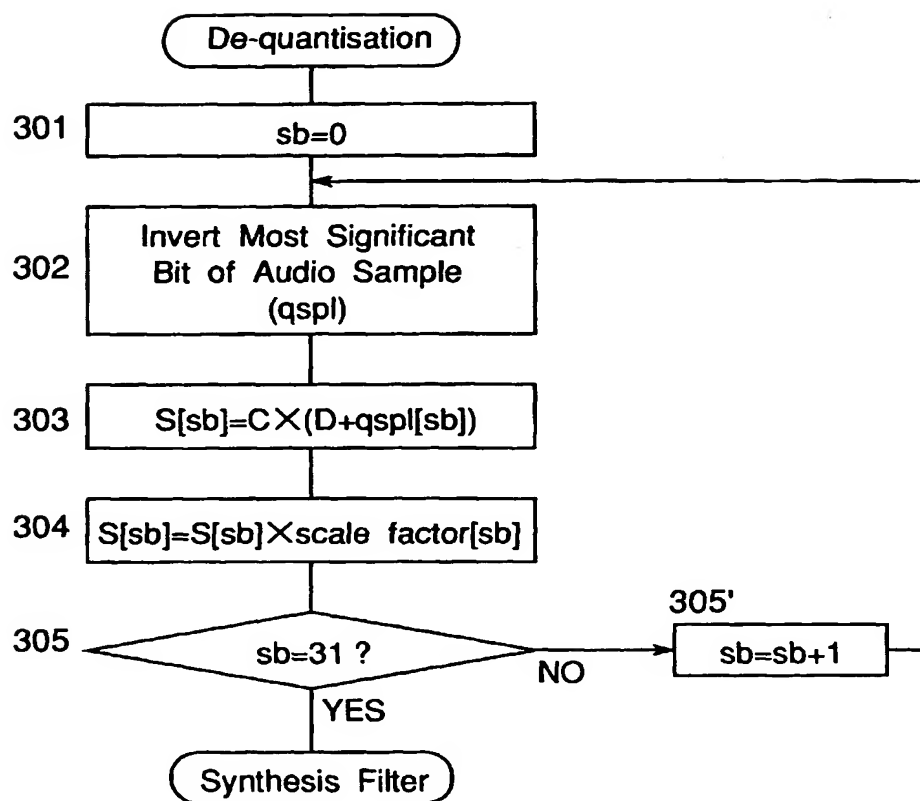 De-quantisation
301
sb=0
302
Invert Most Significant
Bit of Audio Sample
(qspl)
303
S[sb]=C×(D+qspl[sb])
304
S[sb]=S[sb]×scale factor[sb]
305
sb=31 ?
NO
305'
sb=sb+1
YES
Synthesis Filter